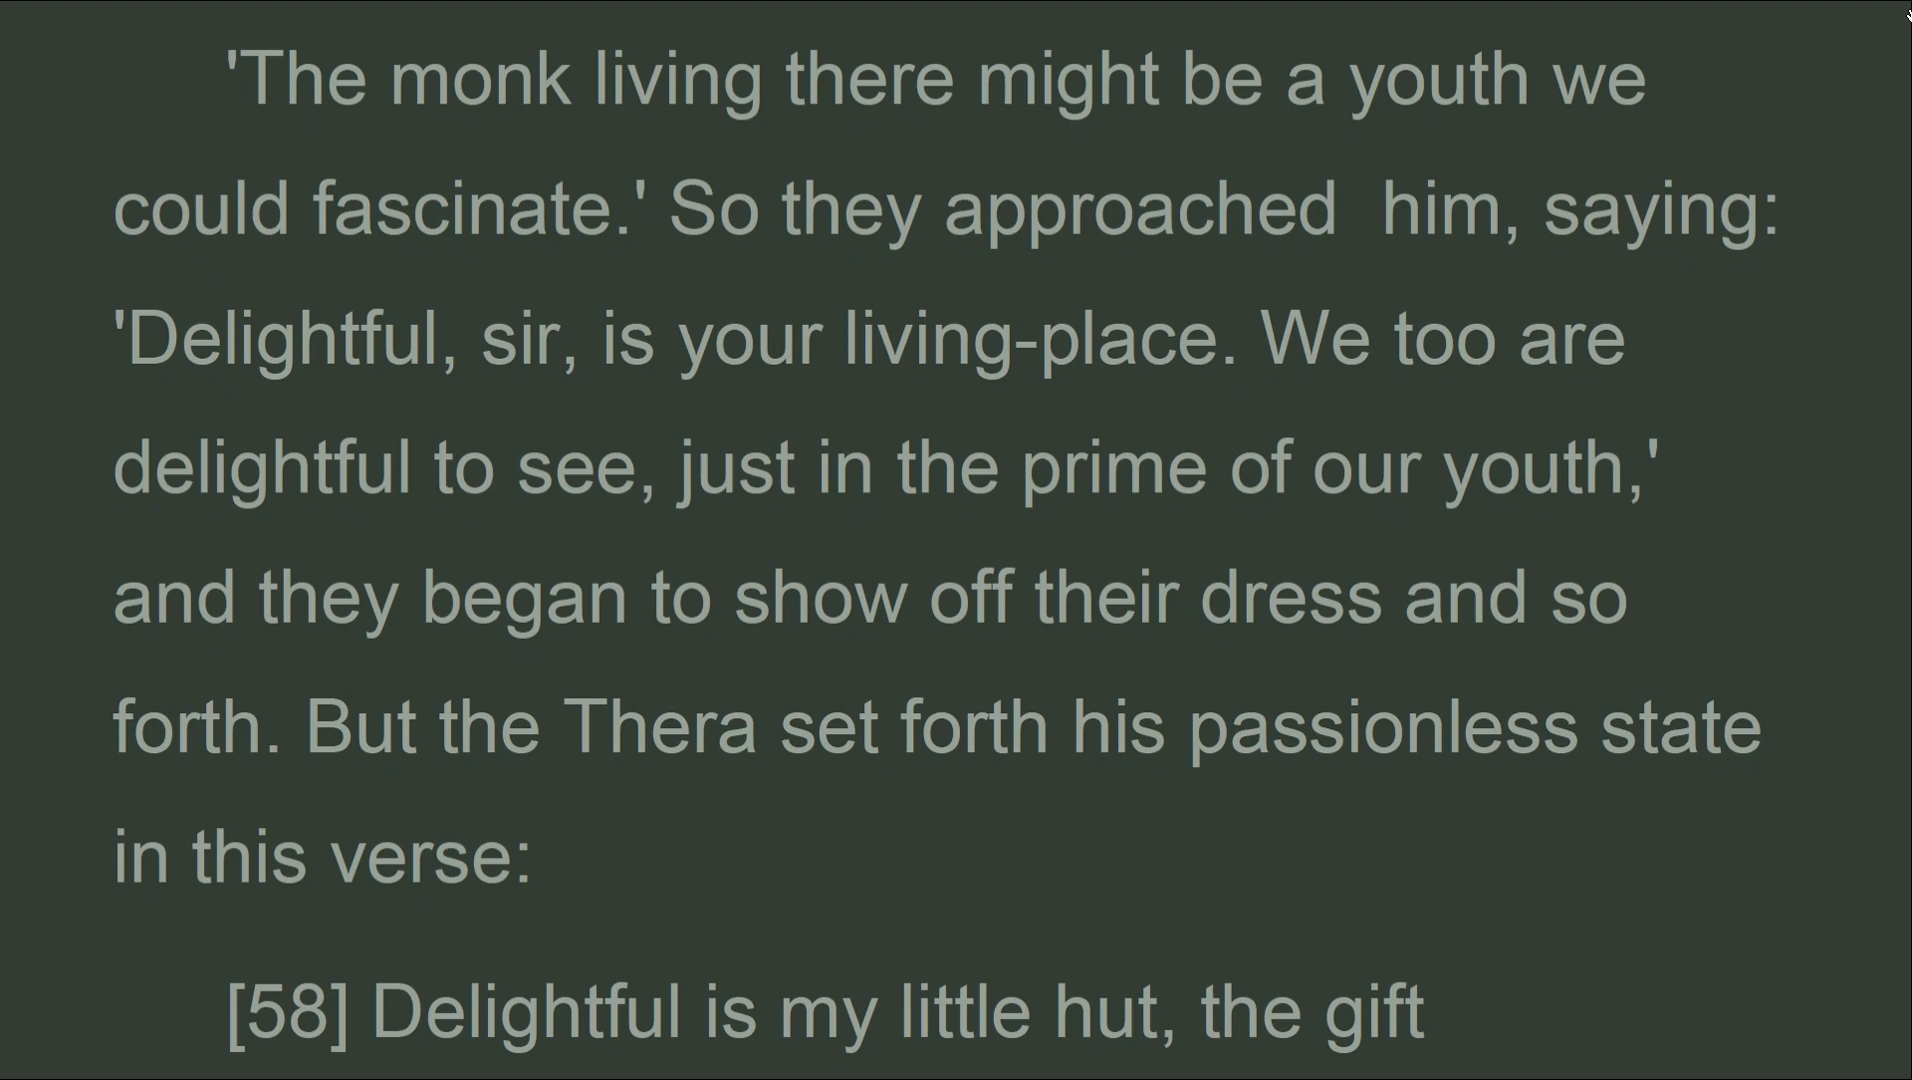 'The monk living there might be a youth we
could fascinate.' So they approached  him, saying:
'Delightful, sir, is your living-place. We too are
delightful to see, just in the prime of our youth,'
and they began to show off their dress and so
forth. But the Thera set forth his passionless state
in this verse:
[58] Delightful is my little hut, the gift